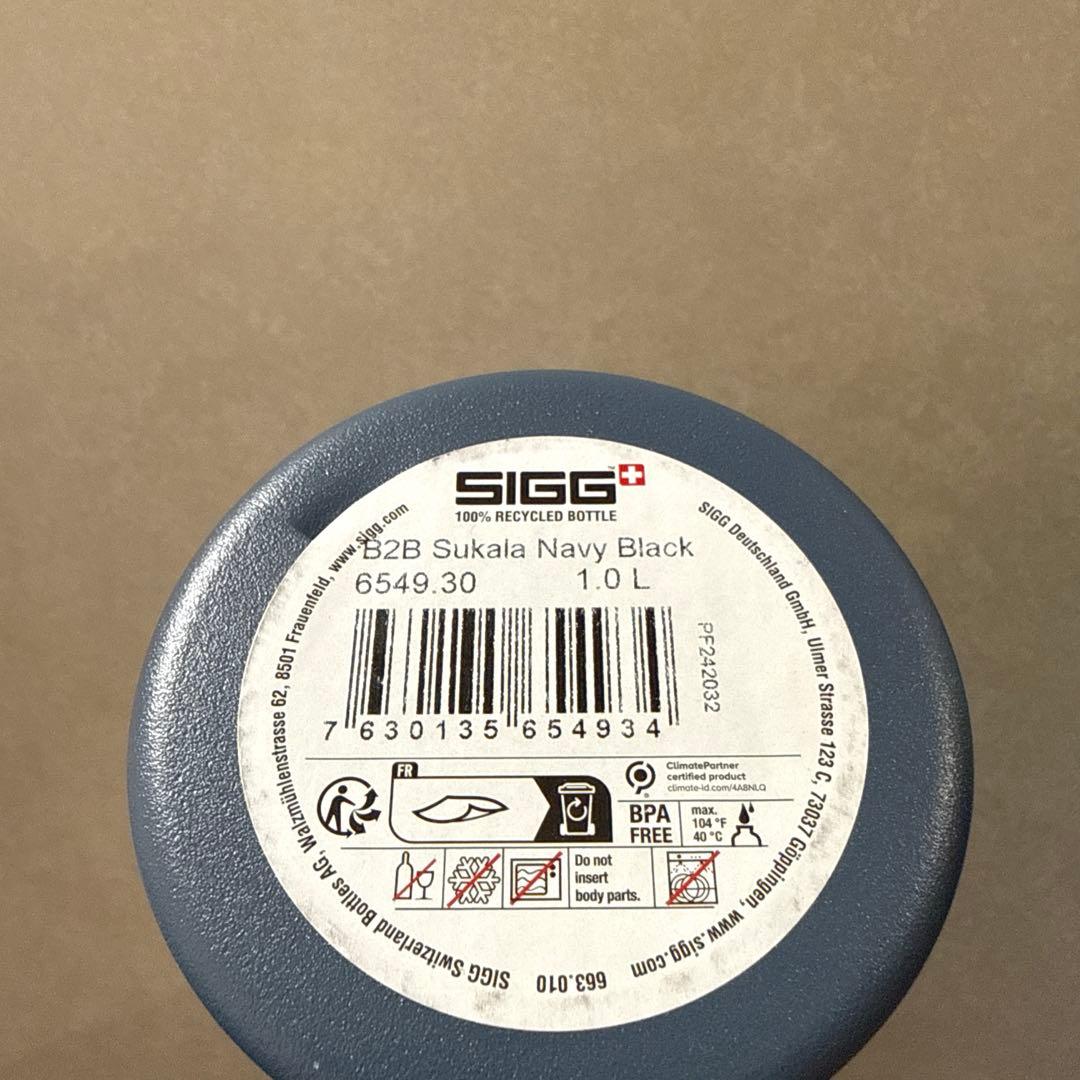 SIGG™
100% RECYCLED BOTTLE
B2B Sukala Navy Black
6549.30 1.0 L
PF242032
7 630135 654934
FR
ClimatePartner
certified product
climate-id.com/4A8NLQ
BPA
FREE
max.
104 °F
40 °C
Do not
insert
body parts.
SIGG Switzerland Bottles AG, Walzmühlenstrasse 62, 8501 Frauenfeld, www.sigg.com
SIGG Deutschland GmbH, Ulmer Strasse 123 C, 73037 Göppingen, www.sigg.com
663.010